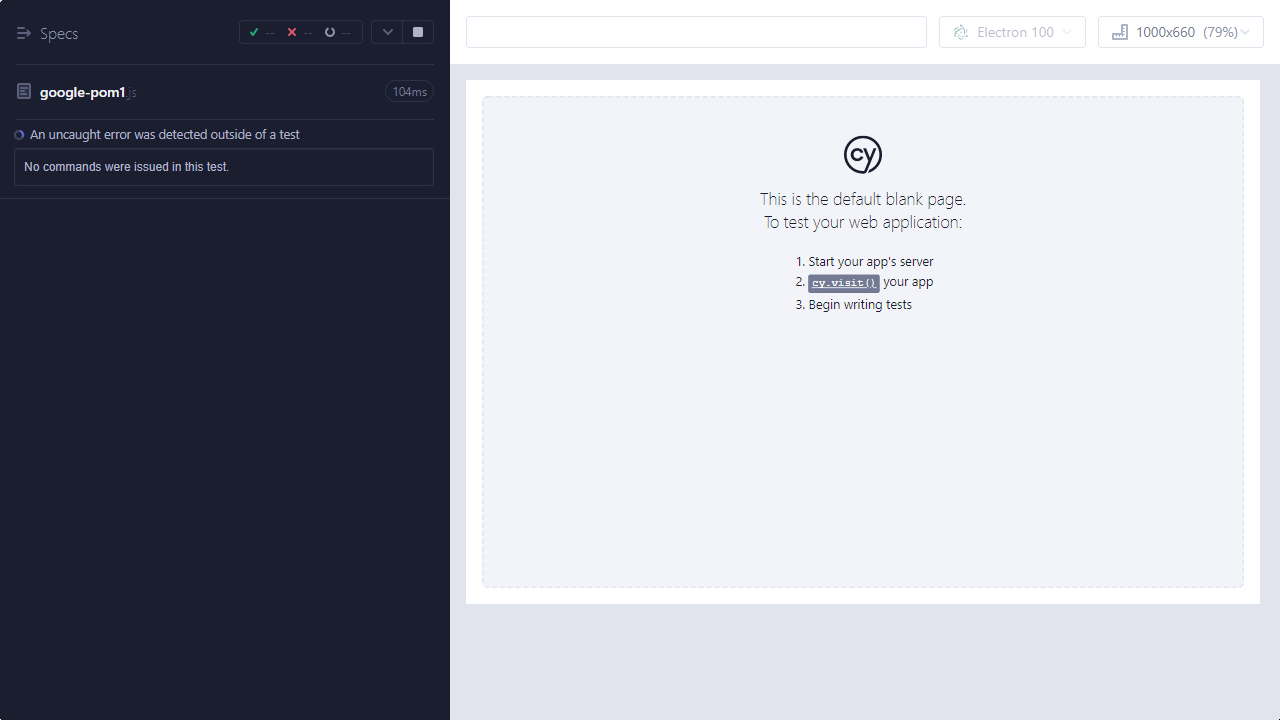 Specs
-- -- --
google-pom1.js
104ms
An uncaught error was detected outside of a test
No commands were issued in this test.
Electron 100
1000x660 (79%)
cy
This is the default blank page.
To test your web application:
1. Start your app's server
2. cy.visit() your app
3. Begin writing tests